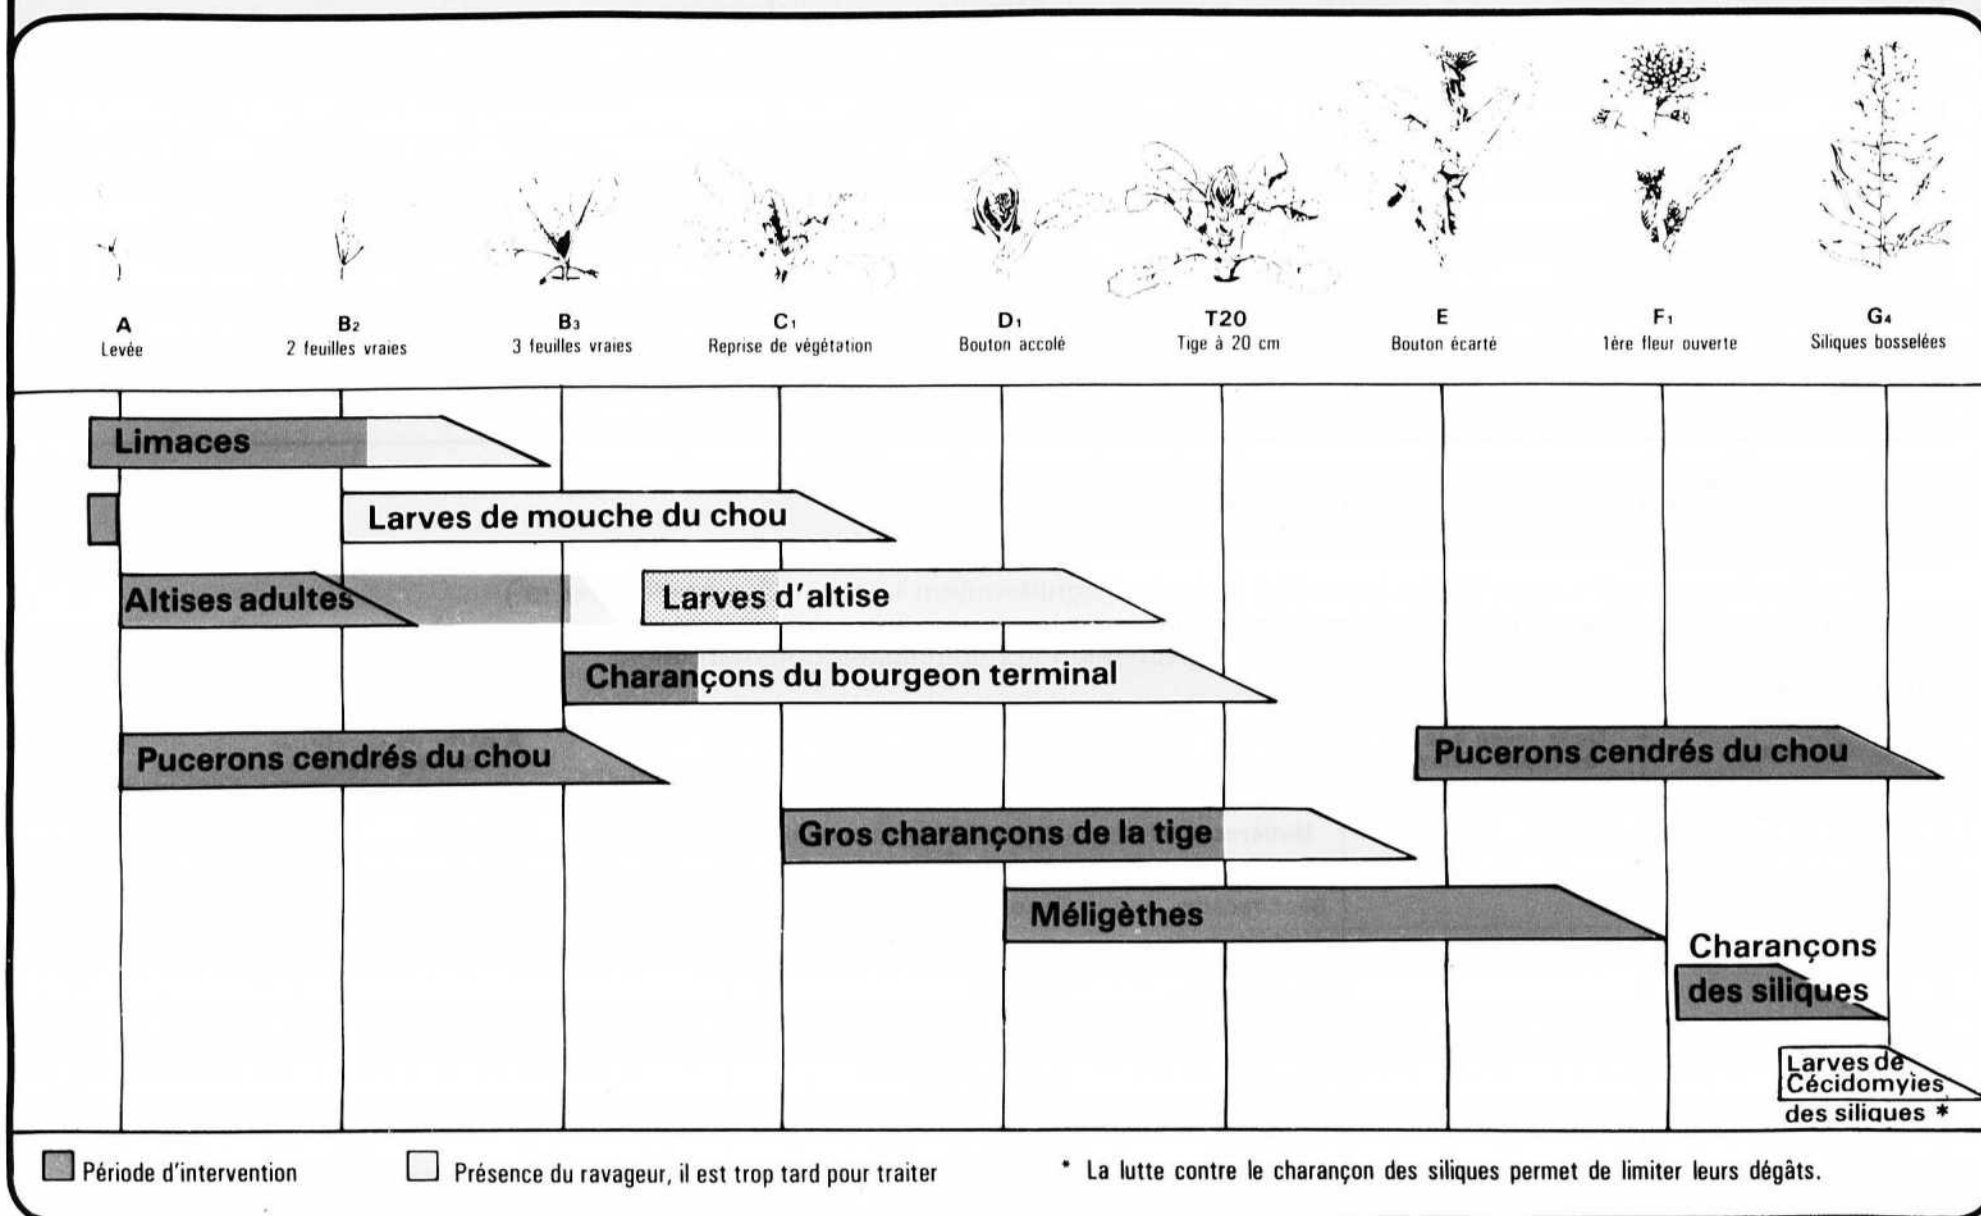 A
Levée
B2
2 feuilles vraies
B3
3 feuilles vraies
C1
Reprise de végétation
D1
Bouton accolé
T20
Tige à 20 cm
E
Bouton écarté
F1
1ère fleur ouverte
G4
Siliques bosselées
Limaces
Larves de mouche du chou
Altises adultes
Larves d'altise
Charançons du bourgeon terminal
Pucerons cendrés du chou
Pucerons cendrés du chou
Gros charançons de la tige
Méligèthes
Charançons
des siliques
Larves de
Cécidomyies
des siliques *
Période d'intervention
Présence du ravageur, il est trop tard pour traiter
* La lutte contre le charançon des siliques permet de limiter leurs dégâts.